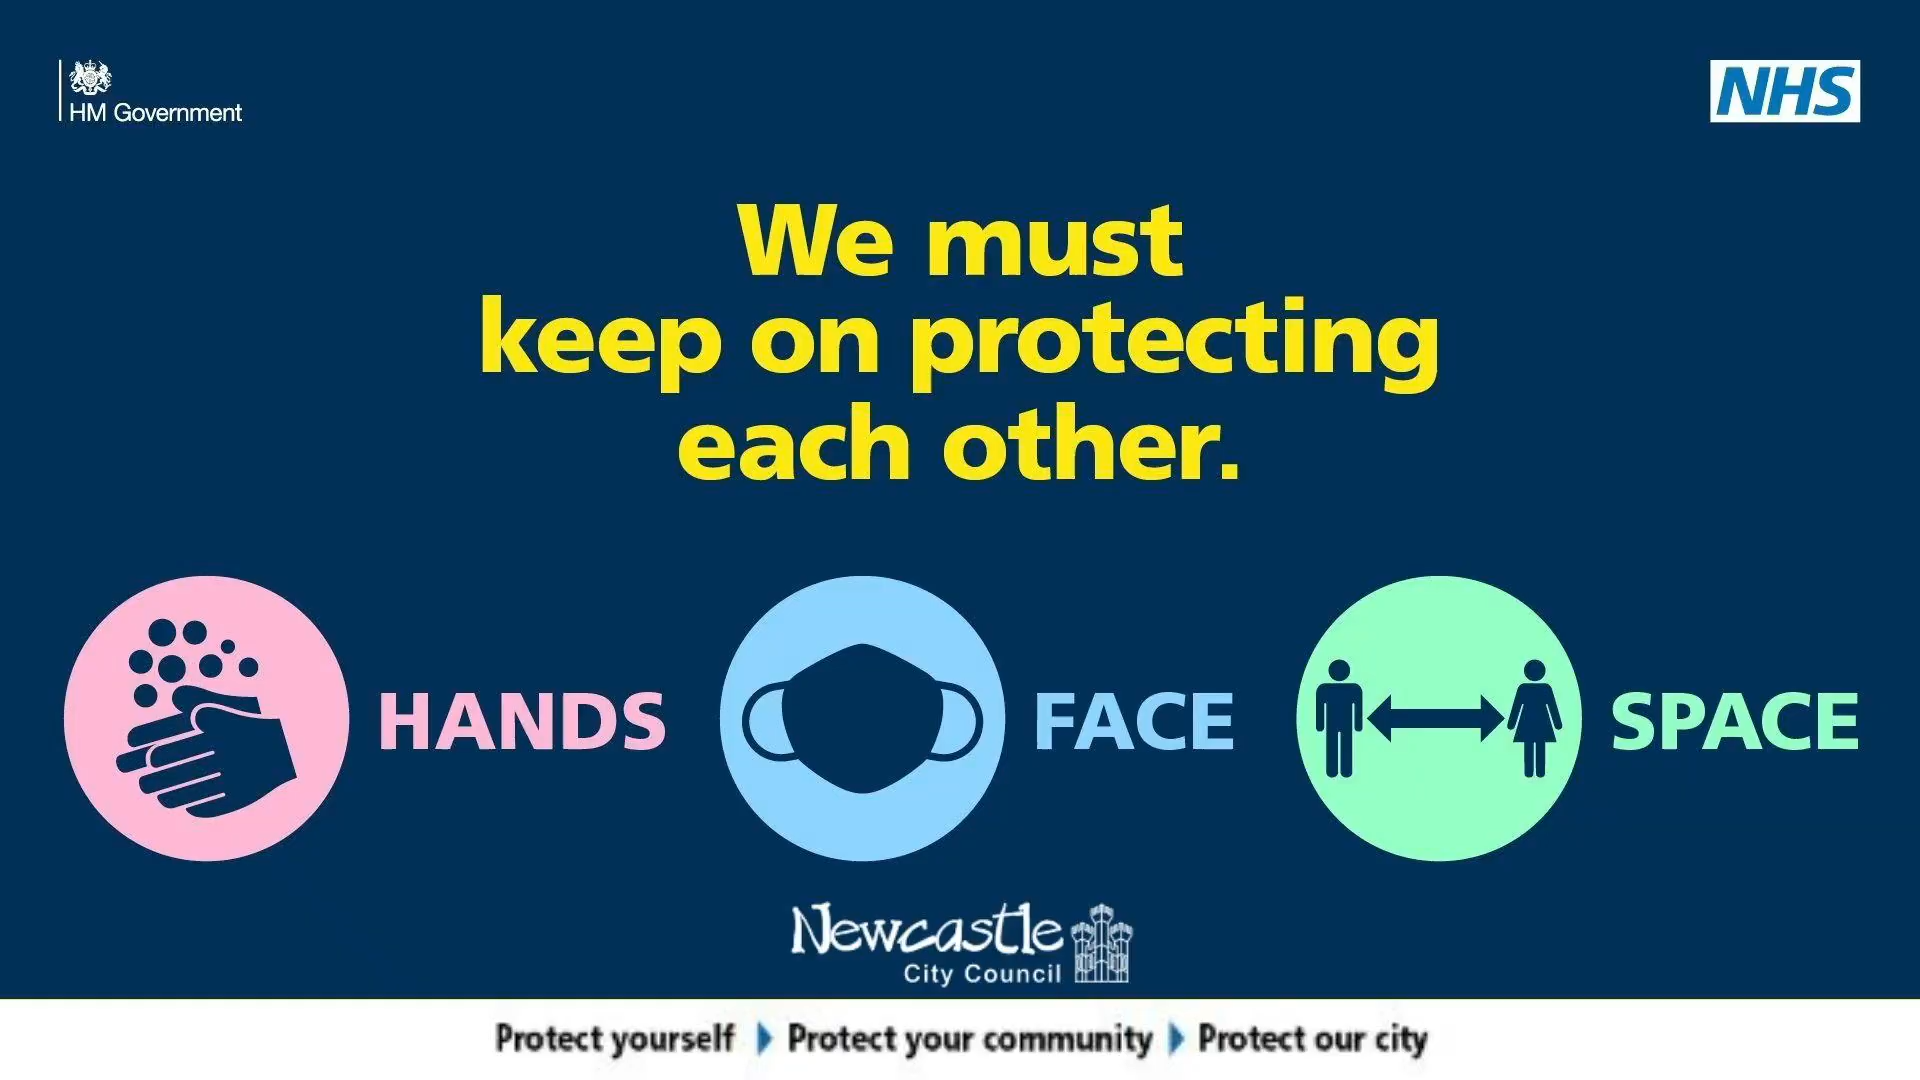 HM Government
NHS
We must
keep on protecting
each other.
HANDS
FACE
SPACE
Newcastle
City Council
Protect yourself Protect your community Protect our city